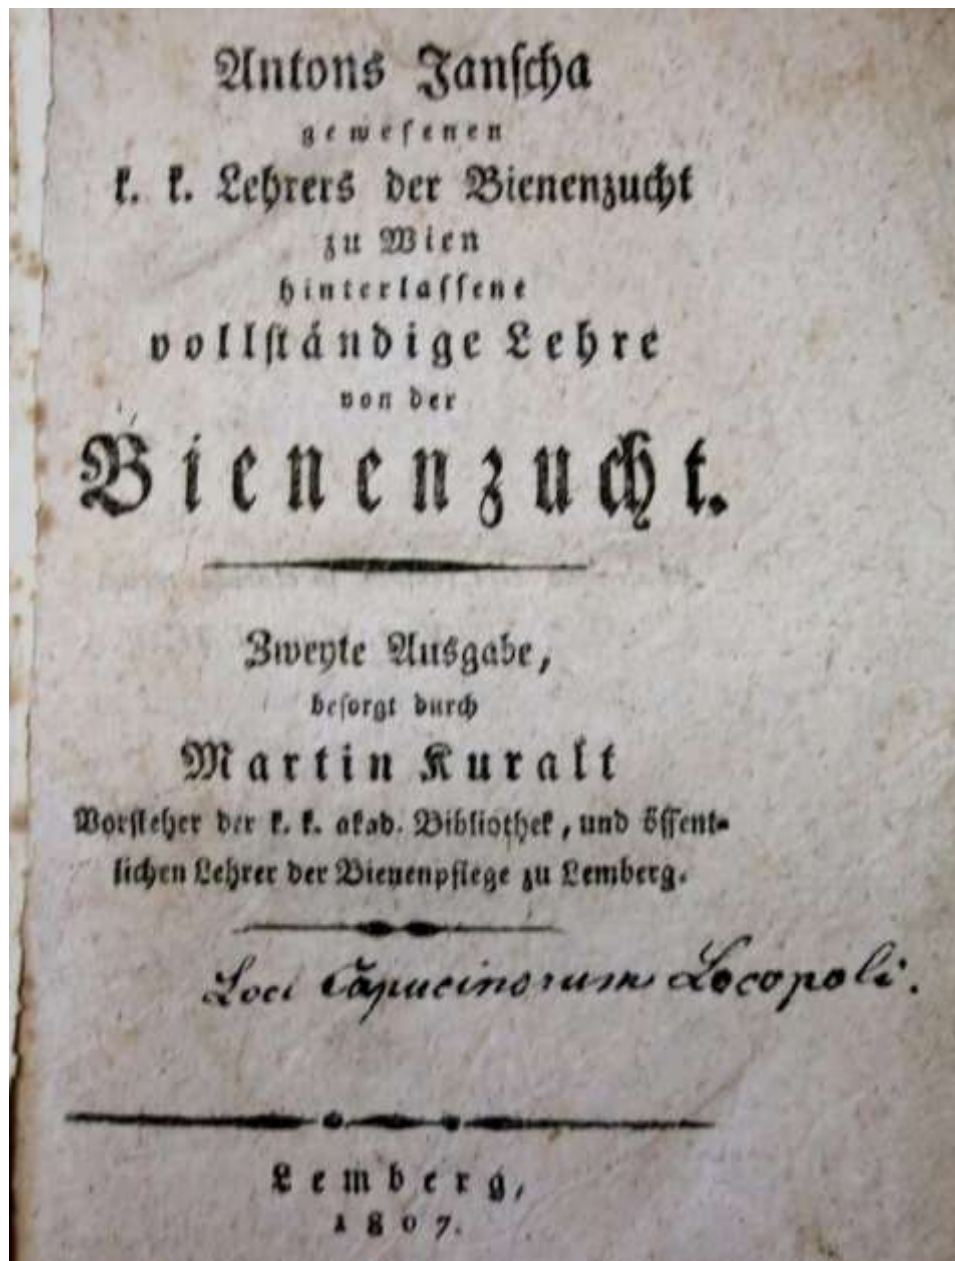 Antons Janſcha
geweſenen
k. k. Lehrers der Bienenzucht
zu Wien
hinterlaſſene
vollſtändige Lehre
von der
Bienenzucht.
Zweyte Ausgabe,
beſorgt durch
Martin Kuralt
Vorſteher der k. k. akad. Bibliothek, und öffent-
lichen Lehrer der Bienenpflege zu Lemberg.
Loci Capucinorum Locopoli.
Lemberg,
1807.